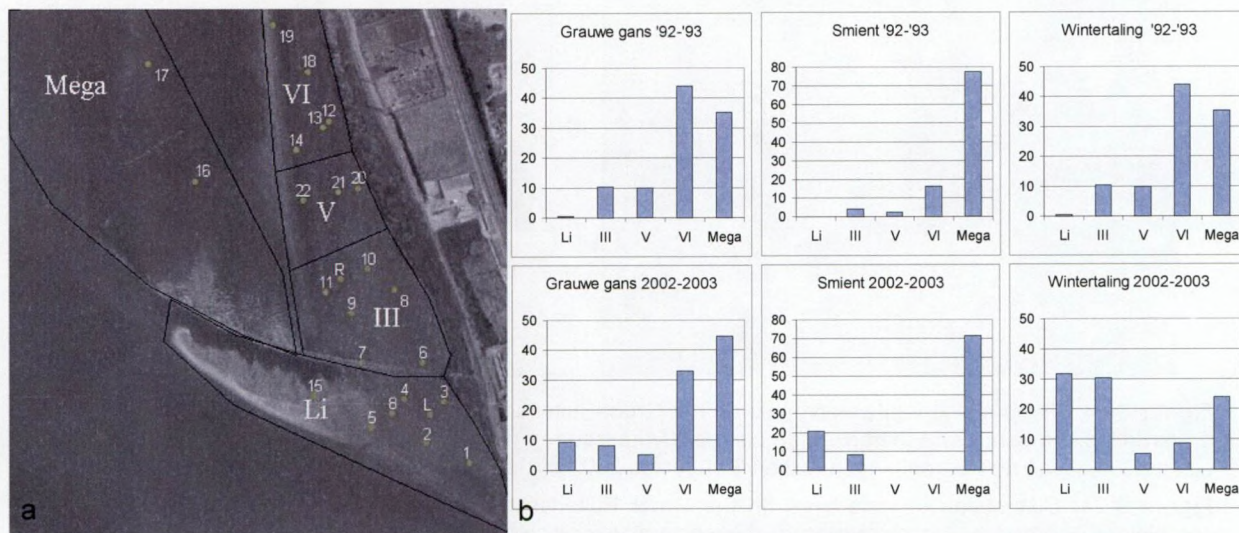 Mega
17
16
19
18
VI
13 12
14
22 21 20
V
10
R
11
8
9
III
7 6
15
Li
4 3
8 L
5
2
1
a
b
Grauwe gans '92-'93
50
40
30
20
10
0
Li III V VI Mega
Smient '92-'93
80
70
60
50
40
30
20
10
0
Li III V VI Mega
Wintertaling '92-'93
50
40
30
20
10
0
Li III V VI Mega
Grauwe gans 2002-2003
50
40
30
20
10
0
Li III V VI Mega
Smient 2002-2003
80
70
60
50
40
30
20
10
0
Li III V VI Mega
Wintertaling 2002-2003
50
40
30
20
10
0
Li III V VI Mega